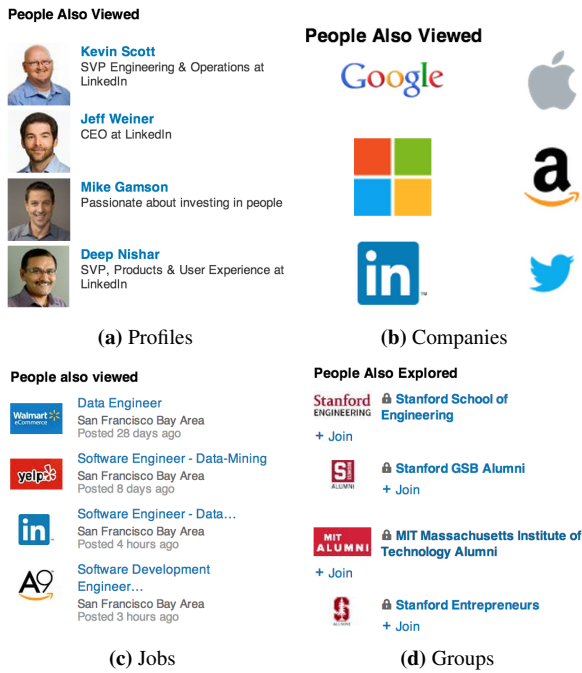 People Also Viewed
Kevin Scott
SVP Engineering & Operations at
LinkedIn
Jeff Weiner
CEO at LinkedIn
Mike Gamson
Passionate about investing in people
Deep Nishar
SVP, Products & User Experience at
LinkedIn
(a) Profiles
People Also Viewed
Google
a
in
(b) Companies
People also viewed
Walmart
eCommerce
Data Engineer
San Francisco Bay Area
Posted 28 days ago
yelp
Software Engineer - Data-Mining
San Francisco Bay Area
Posted 8 days ago
in
Software Engineer - Data…
San Francisco Bay Area
Posted 4 hours ago
A9
Software Development
Engineer…
San Francisco Bay Area
Posted 3 hours ago
(c) Jobs
People Also Explored
Stanford
ENGINEERING
Stanford School of
Engineering
+ Join
S
ALUMNI
Stanford GSB Alumni
+ Join
MIT
ALUMNI
MIT Massachusetts Institute of
Technology Alumni
+ Join
S
Stanford Entrepreneurs
+ Join
(d) Groups